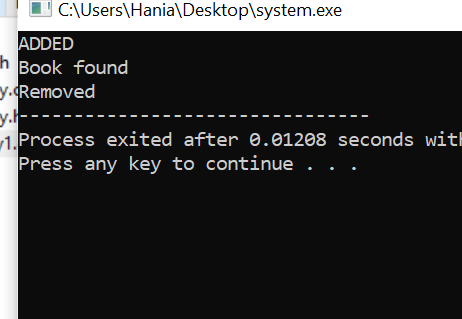 C:\Users\Hania\Desktop\system.exe
ADDED
Book found
Removed
--------------------------------
Process exited after 0.01208 seconds with
Press any key to continue . . .